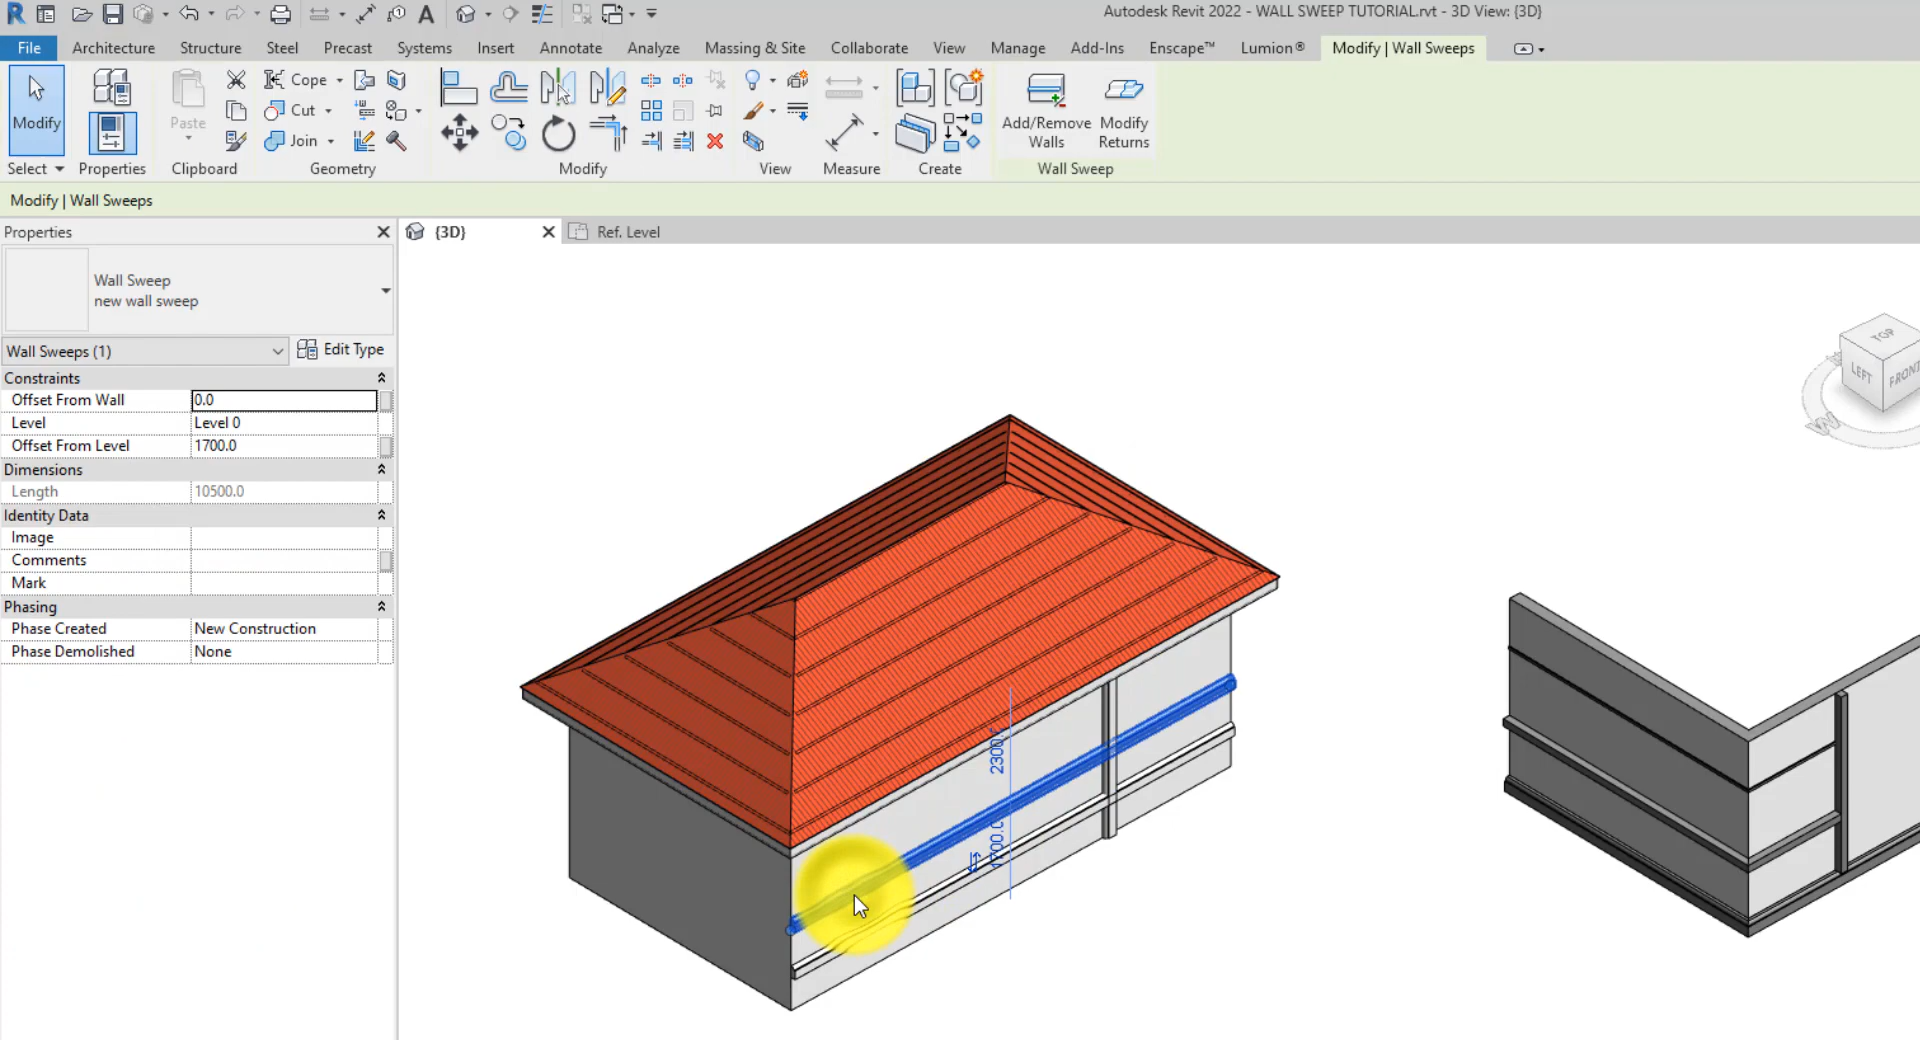 Autodesk Revit 2022 - WALL SWEEP TUTORIAL.rvt - 3D View: {3D}
File Architecture Structure Steel Precast Systems Insert Annotate Analyze Massing & Site Collaborate View Manage Add-Ins Enscape™ Lumion® Modify | Wall Sweeps
Modify
Paste
Cope
Cut
Join
Add/Remove
Walls
Modify
Returns
Select Properties Clipboard Geometry Modify View Measure Create Wall Sweep
Modify | Wall Sweeps
Properties
{3D}
Ref. Level
Wall Sweep
new wall sweep
Wall Sweeps (1)
Edit Type
Constraints
Offset From Wall 0.0
Level Level 0
Offset From Level 1700.0
Dimensions
Length 10500.0
Identity Data
Image
Comments
Mark
Phasing
Phase Created New Construction
Phase Demolished None
TOP
LEFT
FRONT
W
2300.0
1700.0